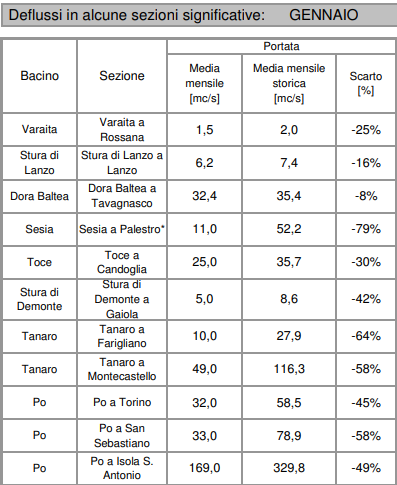 Deflussi in alcune sezioni significative: GENNAIO
Bacino Sezione Portata
Media mensile [mc/s] Media mensile storica [mc/s] Scarto [%]
Varaita Varaita a Rossana 1,5 2,0 -25%
Stura di Lanzo Stura di Lanzo a Lanzo 6,2 7,4 -16%
Dora Baltea Dora Baltea a Tavagnasco 32,4 35,4 -8%
Sesia Sesia a Palestro* 11,0 52,2 -79%
Toce Toce a Candoglia 25,0 35,7 -30%
Stura di Demonte Stura di Demonte a Gaiola 5,0 8,6 -42%
Tanaro Tanaro a Farigliano 10,0 27,9 -64%
Tanaro Tanaro a Montecastello 49,0 116,3 -58%
Po Po a Torino 32,0 58,5 -45%
Po Po a San Sebastiano 33,0 78,9 -58%
Po Po a Isola S. Antonio 169,0 329,8 -49%